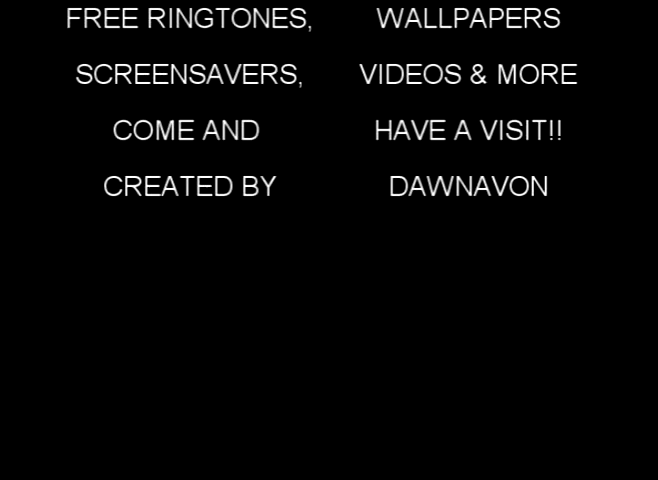 FREE RINGTONES, WALLPAPERS
SCREENSAVERS, VIDEOS & MORE
COME AND HAVE A VISIT!!
CREATED BY DAWNAVON